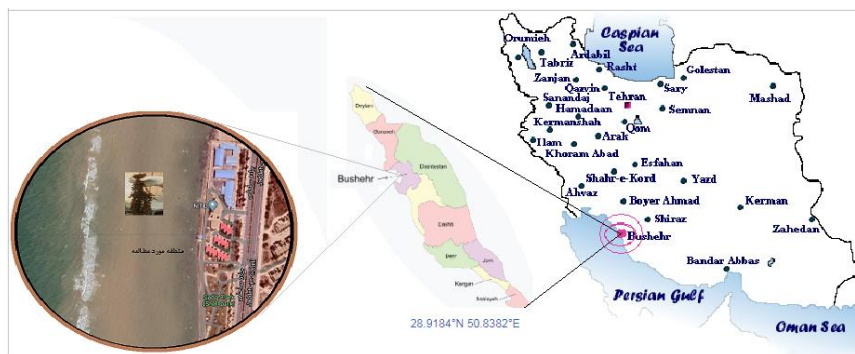 Caspian
Sea
Orumieh
Ardabil
Tabriz
Rasht
Golestan
Zanjan
Qazvin
Sary
Mashad
Tehran
Sanandaj
Hamadaan
Semnan
Kermanshah
Qom
Ilam
Arak
Khoram Abad
Esfahan
Shahr-e-Kord
Yazd
Ahvaz
Boyer Ahmad
Kerman
Shiraz
Zahedan
Bushehr
Bandar Abbas
Persian Gulf
Oman Sea
Deylam
Dashtestan
Bushehr
Dashti
Jam
Kangan
28.9184°N 50.8382°E
منطقه مورد مطالعه